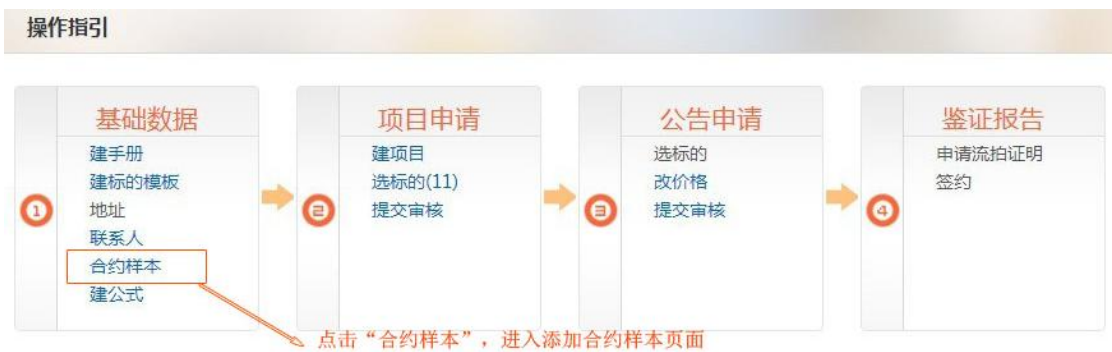 操作指引
基础数据
建手册
建标的模板
地址
联系人
合约样本
建公式
1
项目申请
建项目
选标的(11)
提交审核
2
公告申请
选标的
改价格
提交审核
3
鉴证报告
申请流拍证明
签约
4
点击“合约样本”，进入添加合约样本页面